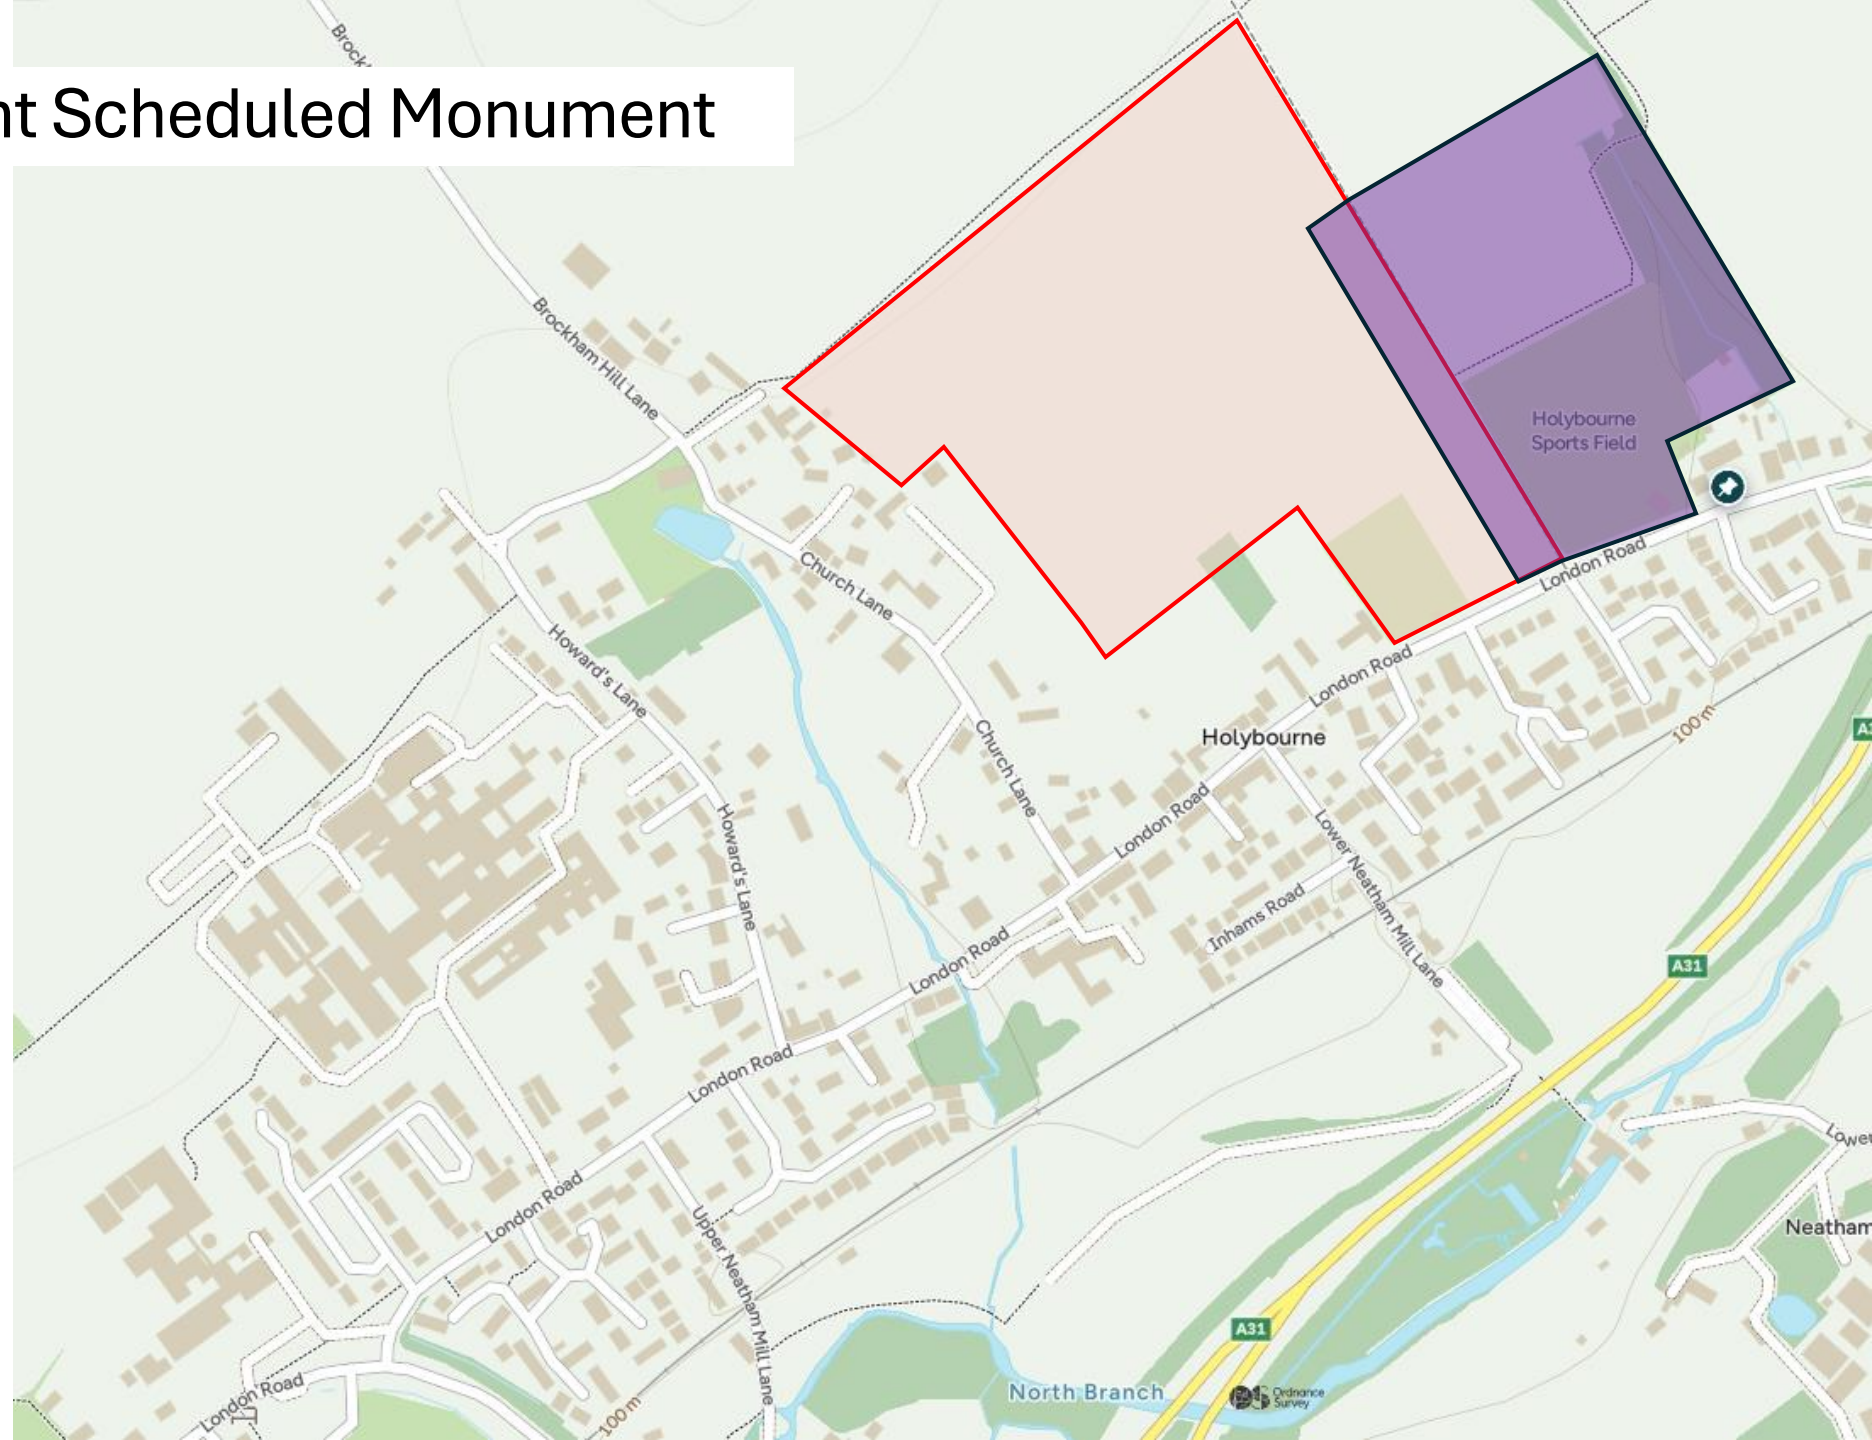 nt Scheduled Monument
Brock
Brockham Hill Lane
Holybourne
Sports Field
London Road
Church Lane
Howard's Lane
London Road
Holybourne
100 m
Church Lane
London Road
Howard's Lane
Lower Neatham Mill Lane
Inhams Road
London Road
A31
London Road
Lower
London Road
Upper Neatham Mill Lane
Neatham
A31
North Branch
Ordnance
Survey
London Road
100 m